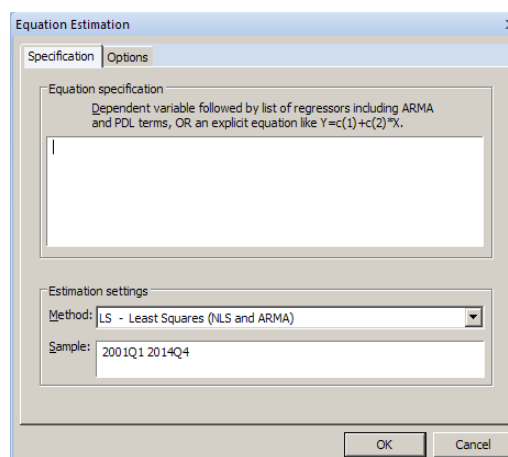 Equation Estimation
Specification
Options
Equation specification
Dependent variable followed by list of regressors including ARMA
and PDL terms, OR an explicit equation like Y=c(1)+c(2)*X.
Estimation settings
Method: LS - Least Squares (NLS and ARMA)
Sample: 2001Q1 2014Q4
OK
Cancel